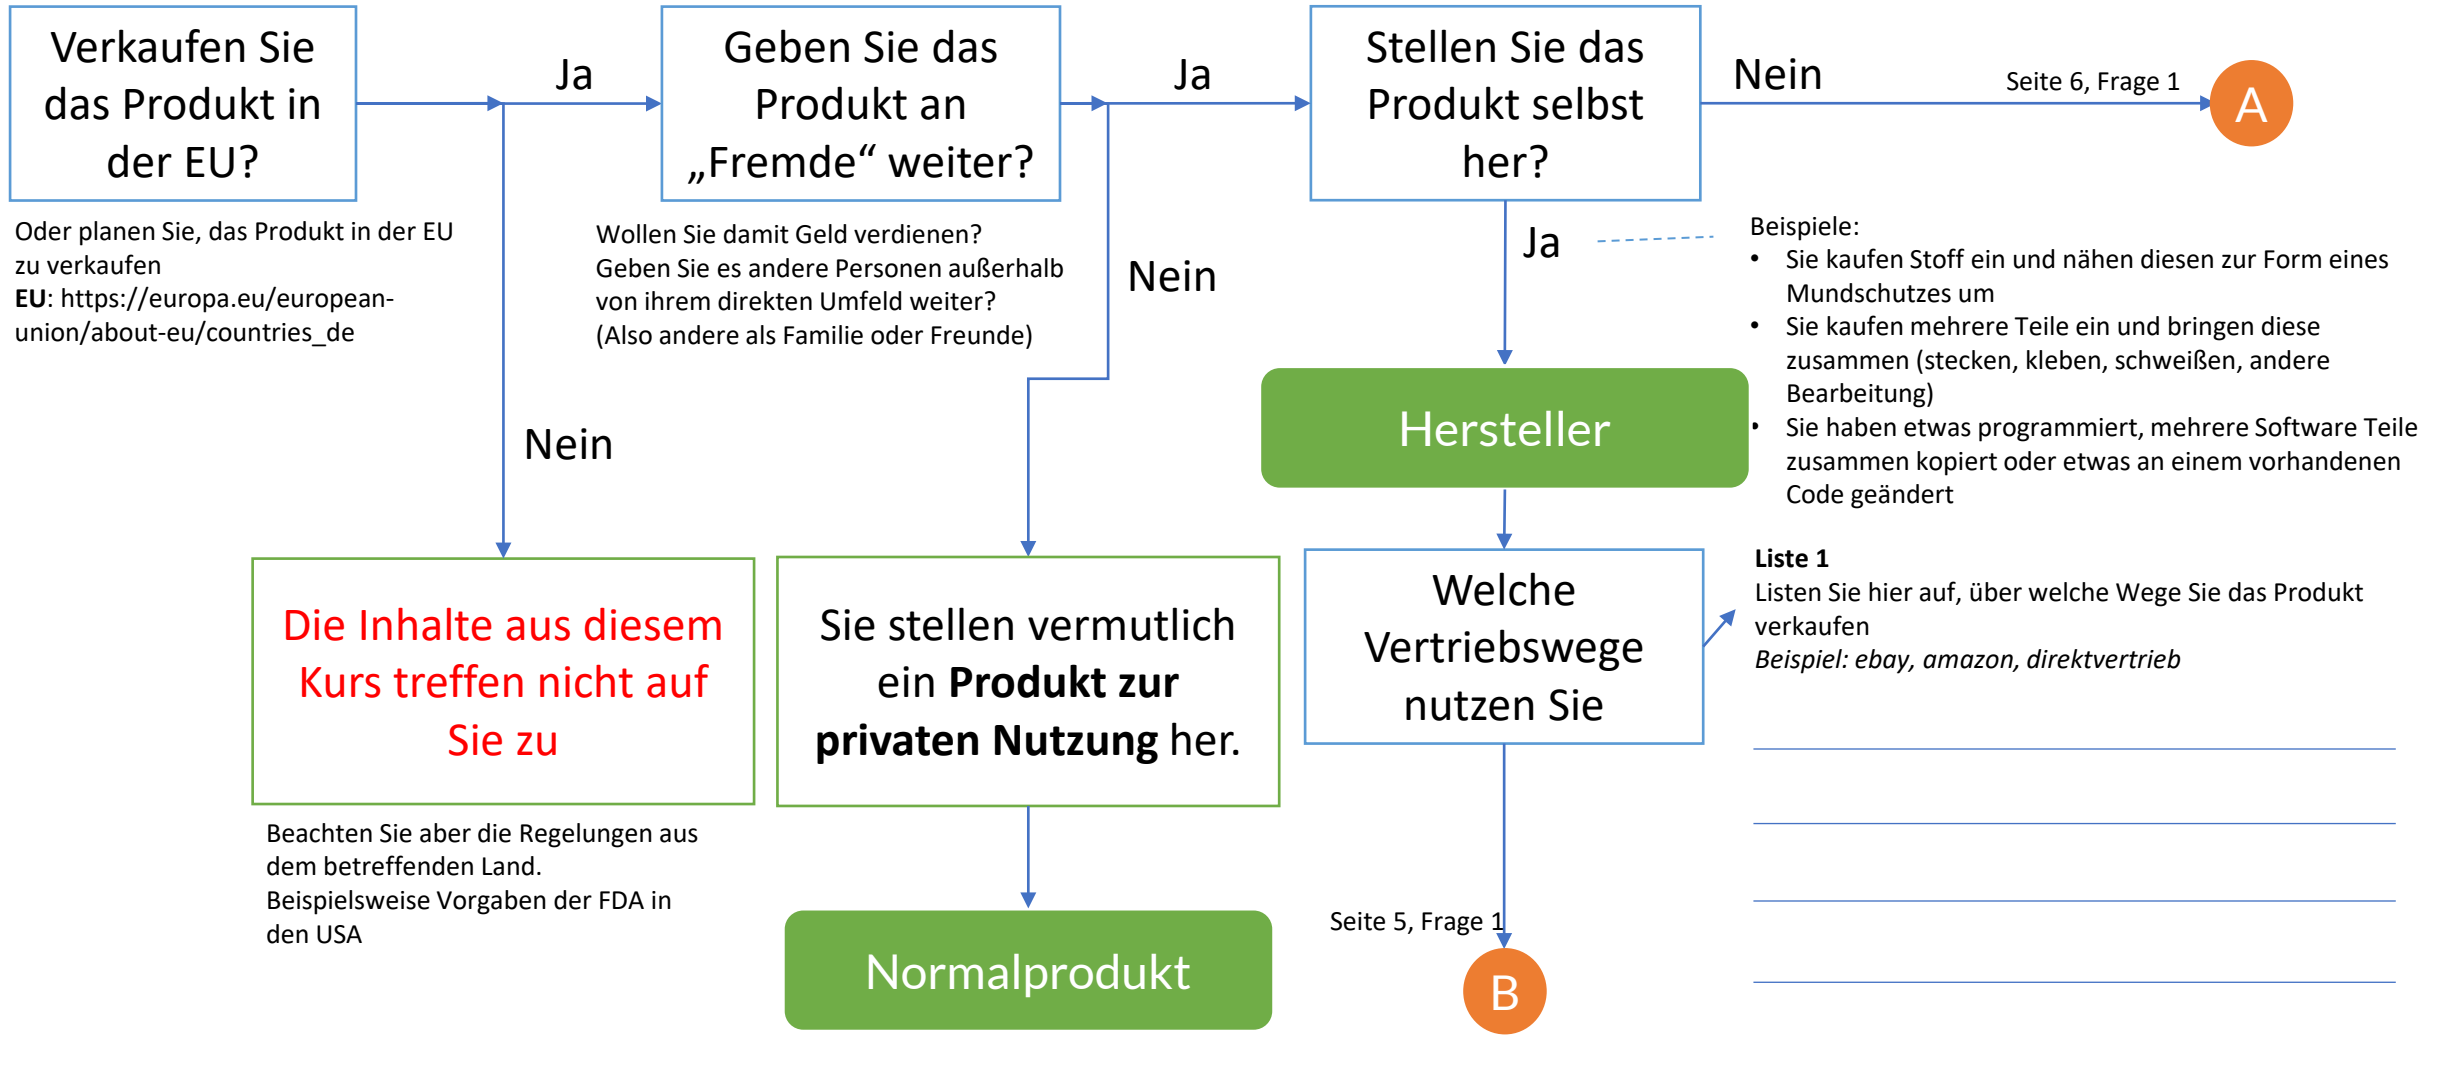 Verkaufen Sie
das Produkt in
der EU?
Ja
Geben Sie das
Produkt an
„Fremde“ weiter?
Ja
Stellen Sie das
Produkt selbst
her?
Nein
Seite 6, Frage 1
A
Oder planen Sie, das Produkt in der EU
zu verkaufen
EU: https://europa.eu/european-
union/about-eu/countries_de
Nein
Wollen Sie damit Geld verdienen?
Geben Sie es andere Personen außerhalb
von ihrem direkten Umfeld weiter?
(Also andere als Familie oder Freunde)
Nein
Ja
Beispiele:
• Sie kaufen Stoff ein und nähen diesen zur Form eines
Mundschutzes um
• Sie kaufen mehrere Teile ein und bringen diese
zusammen (stecken, kleben, schweißen, andere
Bearbeitung)
• Sie haben etwas programmiert, mehrere Software Teile
zusammen kopiert oder etwas an einem vorhandenen
Code geändert
Hersteller
Die Inhalte aus diesem
Kurs treffen nicht auf
Sie zu
Beachten Sie aber die Regelungen aus
dem betreffenden Land.
Beispielsweise Vorgaben der FDA in
den USA
Sie stellen vermutlich
ein Produkt zur
privaten Nutzung her.
Normalprodukt
Welche
Vertriebswege
nutzen Sie
Liste 1
Listen Sie hier auf, über welche Wege Sie das Produkt
verkaufen
Beispiel: ebay, amazon, direktvertrieb
Seite 5, Frage 1
B